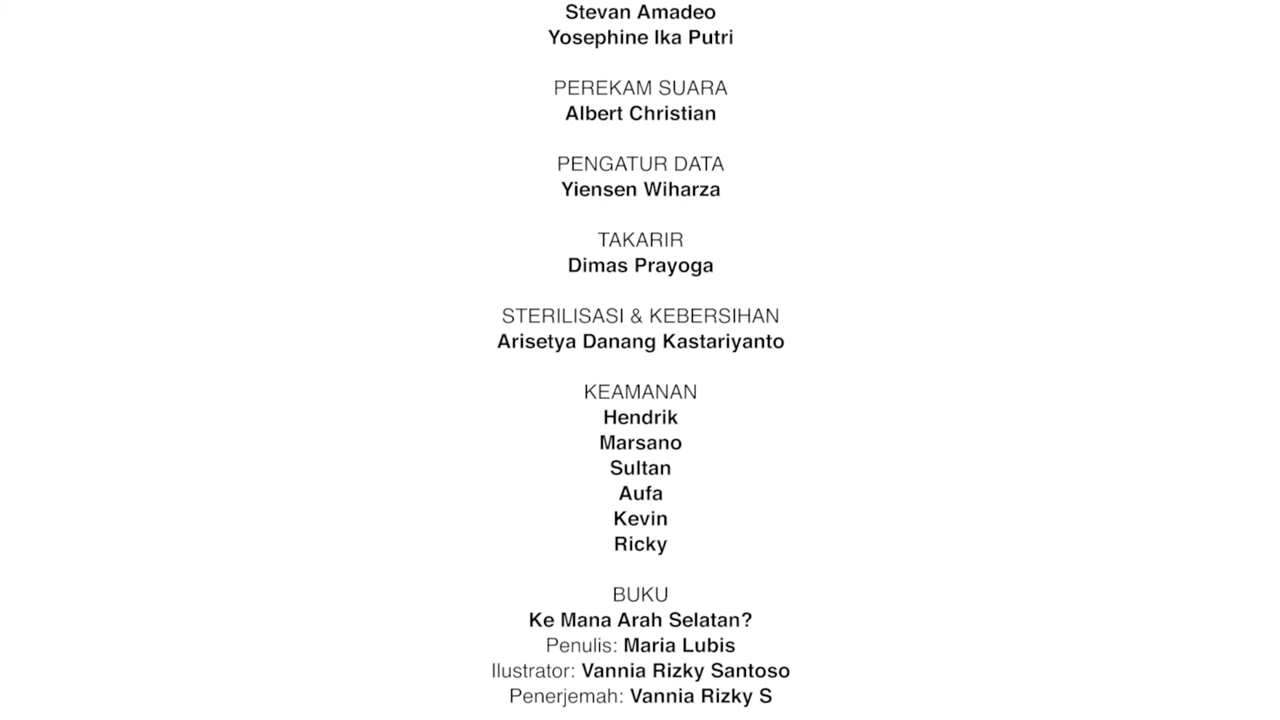 Stevan Amadeo
Yosephine Ika Putri
PEREKAM SUARA
Albert Christian
PENGATUR DATA
Yiensen Wiharza
TAKARIR
Dimas Prayoga
STERILISASI & KEBERSIHAN
Arisetya Danang Kastariyanto
KEAMANAN
Hendrik
Marsano
Sultan
Aufa
Kevin
Ricky
BUKU
Ke Mana Arah Selatan?
Penulis: Maria Lubis
Ilustrator: Vannia Rizky Santoso
Penerjemah: Vannia Rizky S